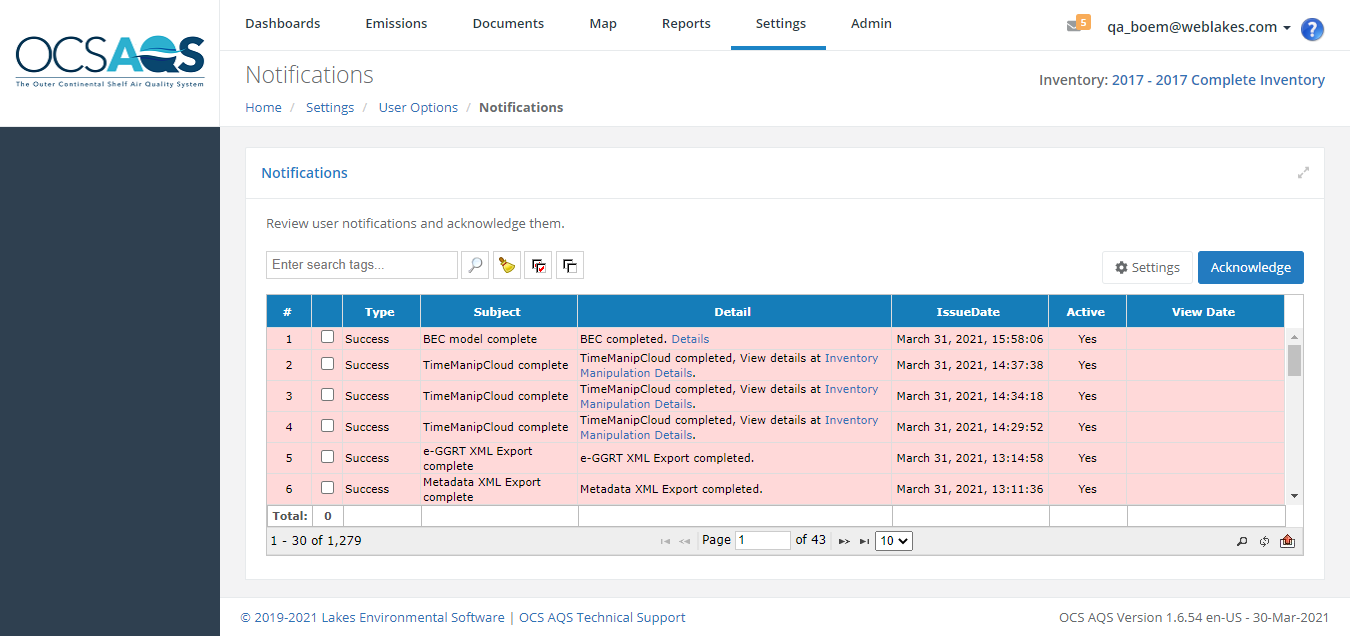 Dashboards Emissions Documents Map Reports Settings Admin 5 qa_boem@weblakes.com ?
OCSAQS
The Outer Continental Shelf Air Quality System
Notifications
Inventory: 2017 - 2017 Complete Inventory
Home / Settings / User Options / Notifications
Notifications
Review user notifications and acknowledge them.
Enter search tags... Settings Acknowledge
# Type Subject Detail IssueDate Active View Date
1 Success BEC model complete BEC completed. Details March 31, 2021, 15:58:06 Yes
2 Success TimeManipCloud complete TimeManipCloud completed, View details at Inventory March 31, 2021, 14:37:38 Yes
Manipulation Details.
3 Success TimeManipCloud complete TimeManipCloud completed, View details at Inventory March 31, 2021, 14:34:18 Yes
Manipulation Details.
4 Success TimeManipCloud complete TimeManipCloud completed, View details at Inventory March 31, 2021, 14:29:52 Yes
Manipulation Details.
5 Success e-GGRT XML Export e-GGRT XML Export completed. March 31, 2021, 13:14:58 Yes
complete
6 Success Metadata XML Export Metadata XML Export completed. March 31, 2021, 13:11:36 Yes
complete
Total: 0
1 - 30 of 1,279 Page 1 of 43 10
© 2019-2021 Lakes Environmental Software | OCS AQS Technical Support OCS AQS Version 1.6.54 en-US - 30-Mar-2021